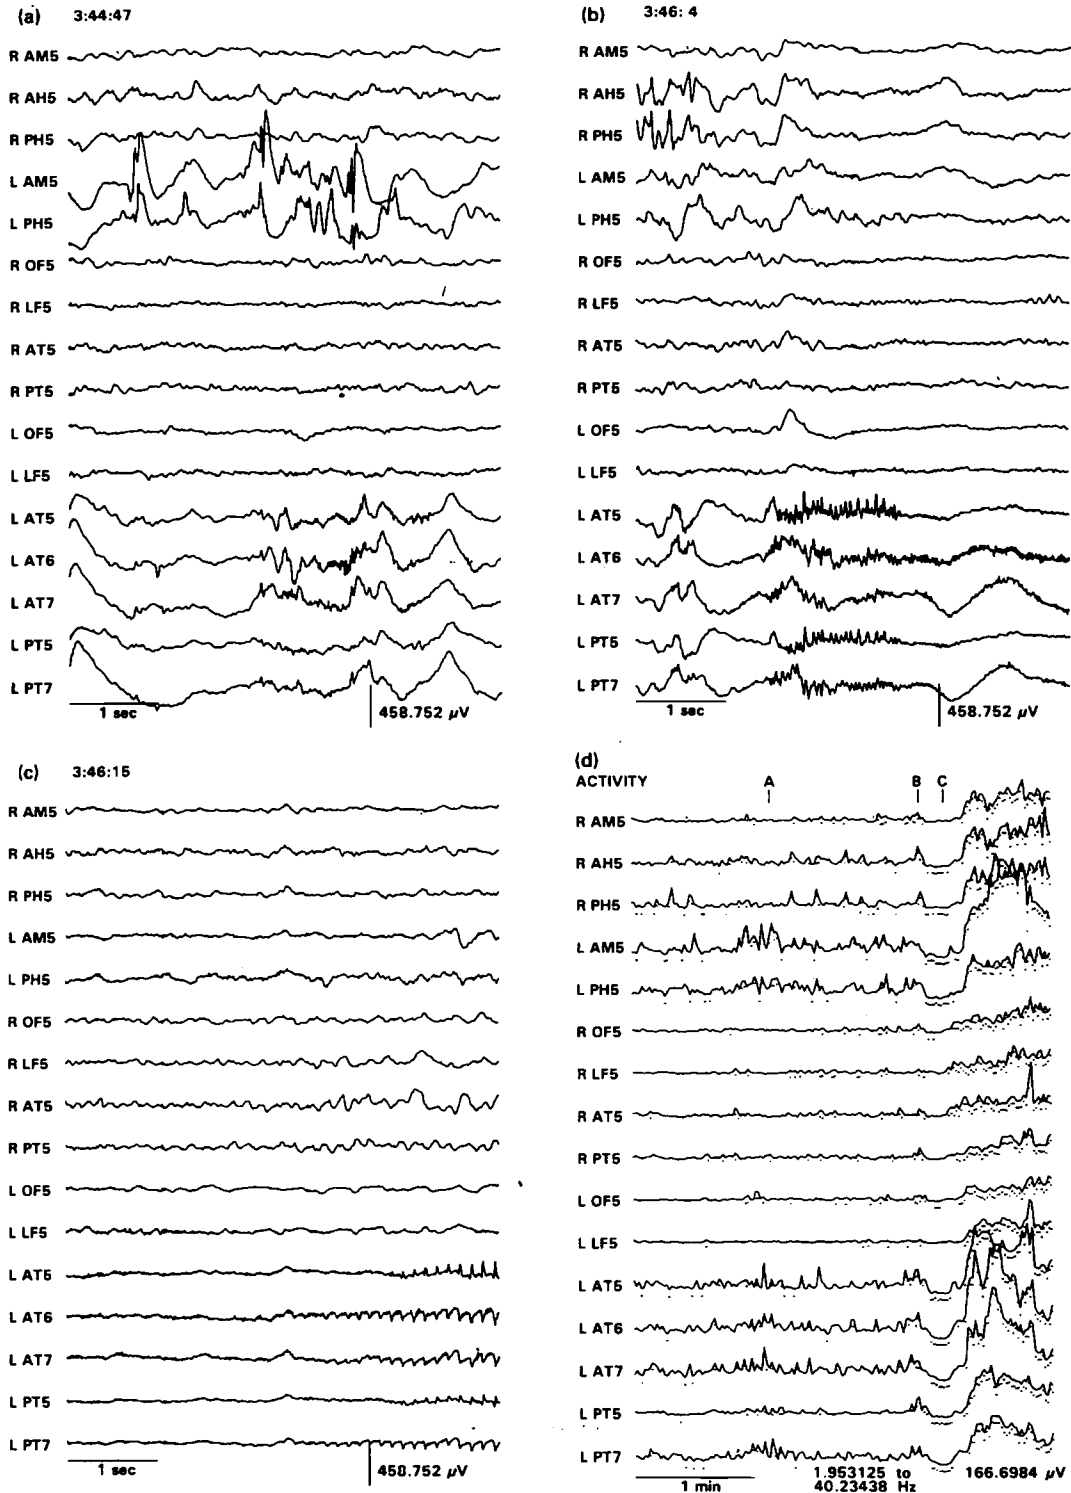 (a) 3:44:47
R AM5
R AH5
R PH5
L AM5
L PH5
R OF5
R LF5
R AT5
R PT5
L OF5
L LF5
L AT5
L AT6
L AT7
L PT5
L PT7
1 sec
458.752 µV
(b) 3:46: 4
R AM5
R AH5
R PH5
L AM5
L PH5
R OF5
R LF5
R AT5
R PT5
L OF5
L LF5
L AT5
L AT6
L AT7
L PT5
L PT7
1 sec
458.752 µV
(c) 3:46:15
R AM5
R AH5
R PH5
L AM5
L PH5
R OF5
R LF5
R AT5
R PT5
L OF5
L LF5
L AT5
L AT6
L AT7
L PT5
L PT7
1 sec
458.752 µV
(d)
ACTIVITY A B C
R AM5
R AH5
R PH5
L AM5
L PH5
R OF5
R LF5
R AT5
R PT5
L OF5
L LF5
L AT5
L AT6
L AT7
L PT5
L PT7
1 min
1.953125 to 166.6984 µV
40.23438 Hz